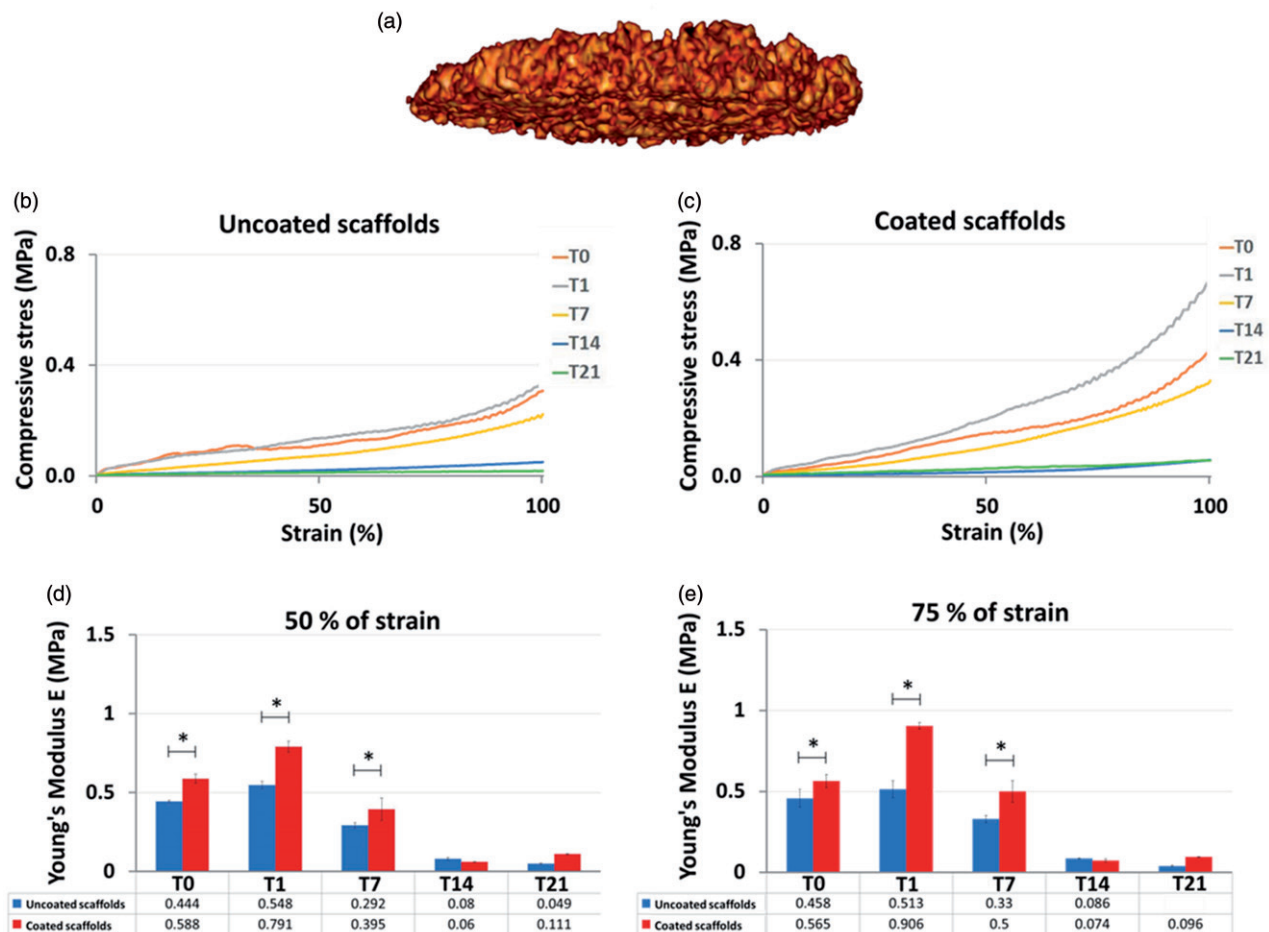 (a)
(b)
Uncoated scaffolds
Compressive stres (MPa)
0.8
0.4
0.0
0
50
100
Strain (%)
T0
T1
T7
T14
T21
(c)
Coated scaffolds
Compressive stress (MPa)
0.8
0.4
0.0
0
50
100
Strain (%)
T0
T1
T7
T14
T21
(d)
50 % of strain
Young's Modulus E (MPa)
1.5
1
0.5
0
*
*
*
T0 T1 T7 T14 T21
Uncoated scaffolds 0.444 0.548 0.292 0.08 0.049
Coated scaffolds 0.588 0.791 0.395 0.06 0.111
(e)
75 % of strain
Young's Modulus E (MPa)
1.5
1
0.5
0
*
*
*
T0 T1 T7 T14 T21
Uncoated scaffolds 0.458 0.513 0.33 0.086
Coated scaffolds 0.565 0.906 0.5 0.074 0.096